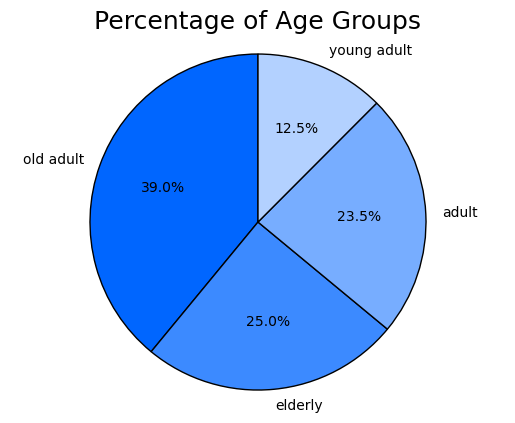 Percentage of Age Groups
young adult
12.5%
old adult
39.0%
23.5%
adult
25.0%
elderly